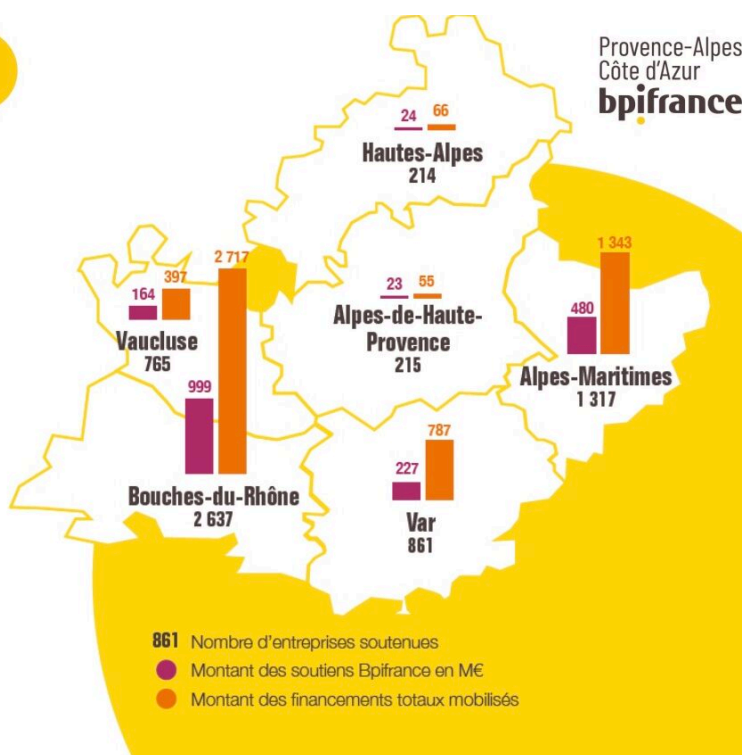 Provence-Alpes
Côte d'Azur
bpifrance
24 66
Hautes-Alpes
214
164 397
Vaucluse
765
23 55
Alpes-de-Haute-
Provence
215
480 1 343
Alpes-Maritimes
1 317
999 2 717
Bouches-du-Rhône
2 637
227 787
Var
861
861 Nombre d'entreprises soutenues
Montant des soutiens Bpifrance en M€
Montant des financements totaux mobilisés